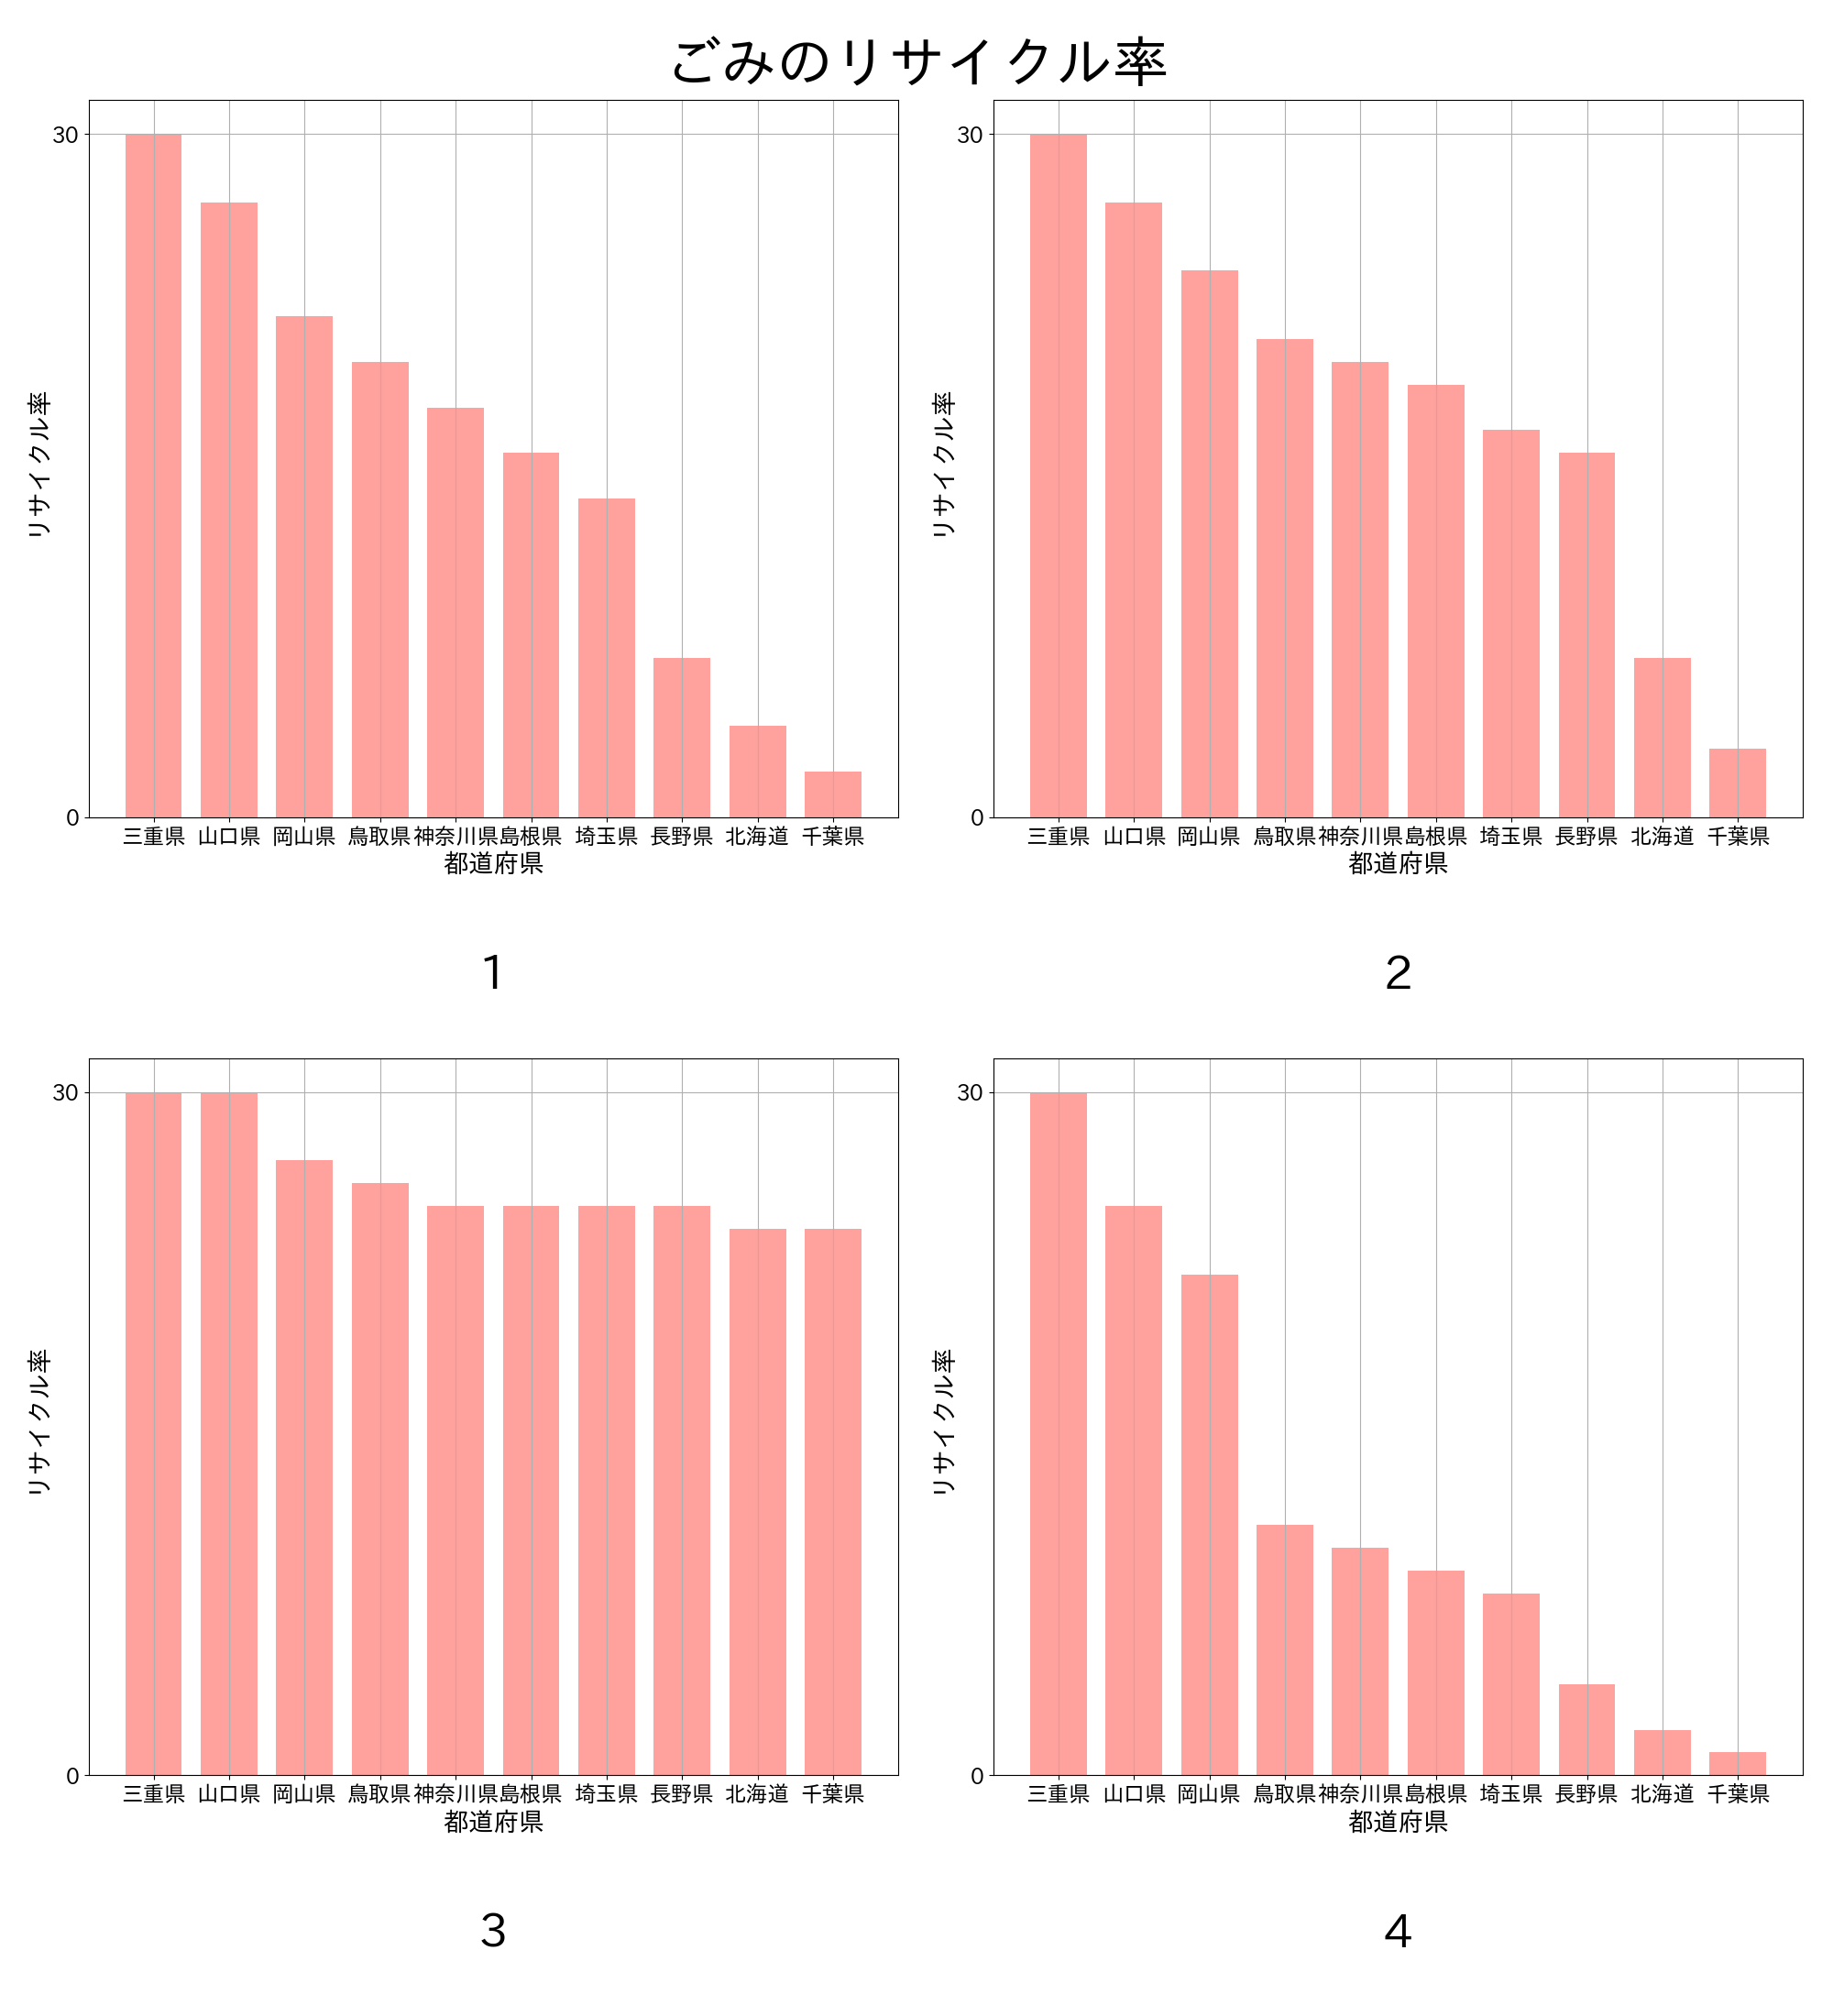 ごみのリサイクル率
30
0
リサイクル率
三重県 山口県 岡山県 鳥取県 神奈川県 島根県 埼玉県 長野県 北海道 千葉県
都道府県
1
30
0
リサイクル率
三重県 山口県 岡山県 鳥取県 神奈川県 島根県 埼玉県 長野県 北海道 千葉県
都道府県
2
30
0
リサイクル率
三重県 山口県 岡山県 鳥取県 神奈川県 島根県 埼玉県 長野県 北海道 千葉県
都道府県
3
30
0
リサイクル率
三重県 山口県 岡山県 鳥取県 神奈川県 島根県 埼玉県 長野県 北海道 千葉県
都道府県
4